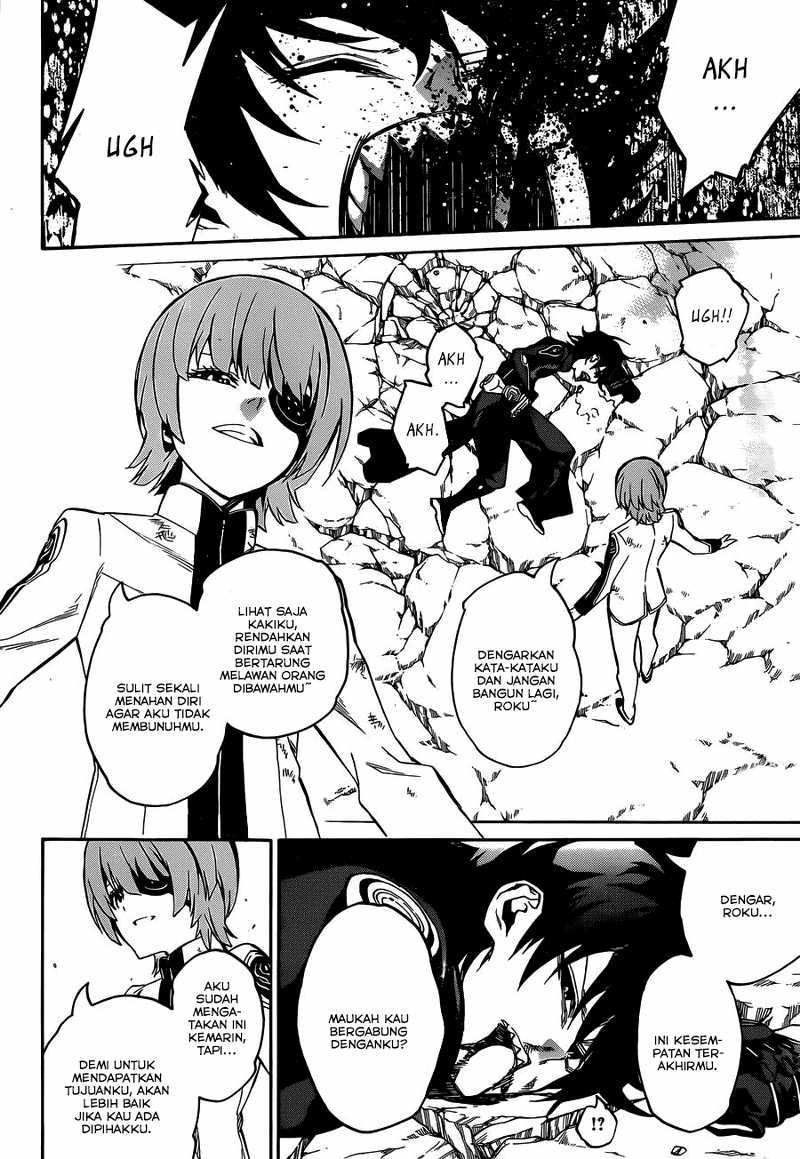 AKH
...
UGH
UGH!!
AKH
...
AKH.
DENGARKAN
KATA-KATAKU
DAN JANGAN
BANGUN LAGI,
ROKU~
LIHAT SAJA
KAKIKU,
RENDAHKAN
DIRIMU SAAT
BERTARUNG
MELAWAN ORANG
DIBAWAHMU~
SULIT SEKALI
MENAHAN DIRI
AGAR AKU TIDAK
MEMBUNUHMU.
DENGAR,
ROKU...
INI KESEM-
PATAN TER-
AKHIRMU.
MAUKAH KAU
BERGABUNG
DENGANKU?
!?
AKU
SUDAH
MENGA-
TAKAN INI
KEMARIN,
TAPI...
DEMI UNTUK
MENDAPATKAN
TUJUANKU, AKAN
LEBIH BAIK
JIKA KAU ADA
DIPIHAKKU.